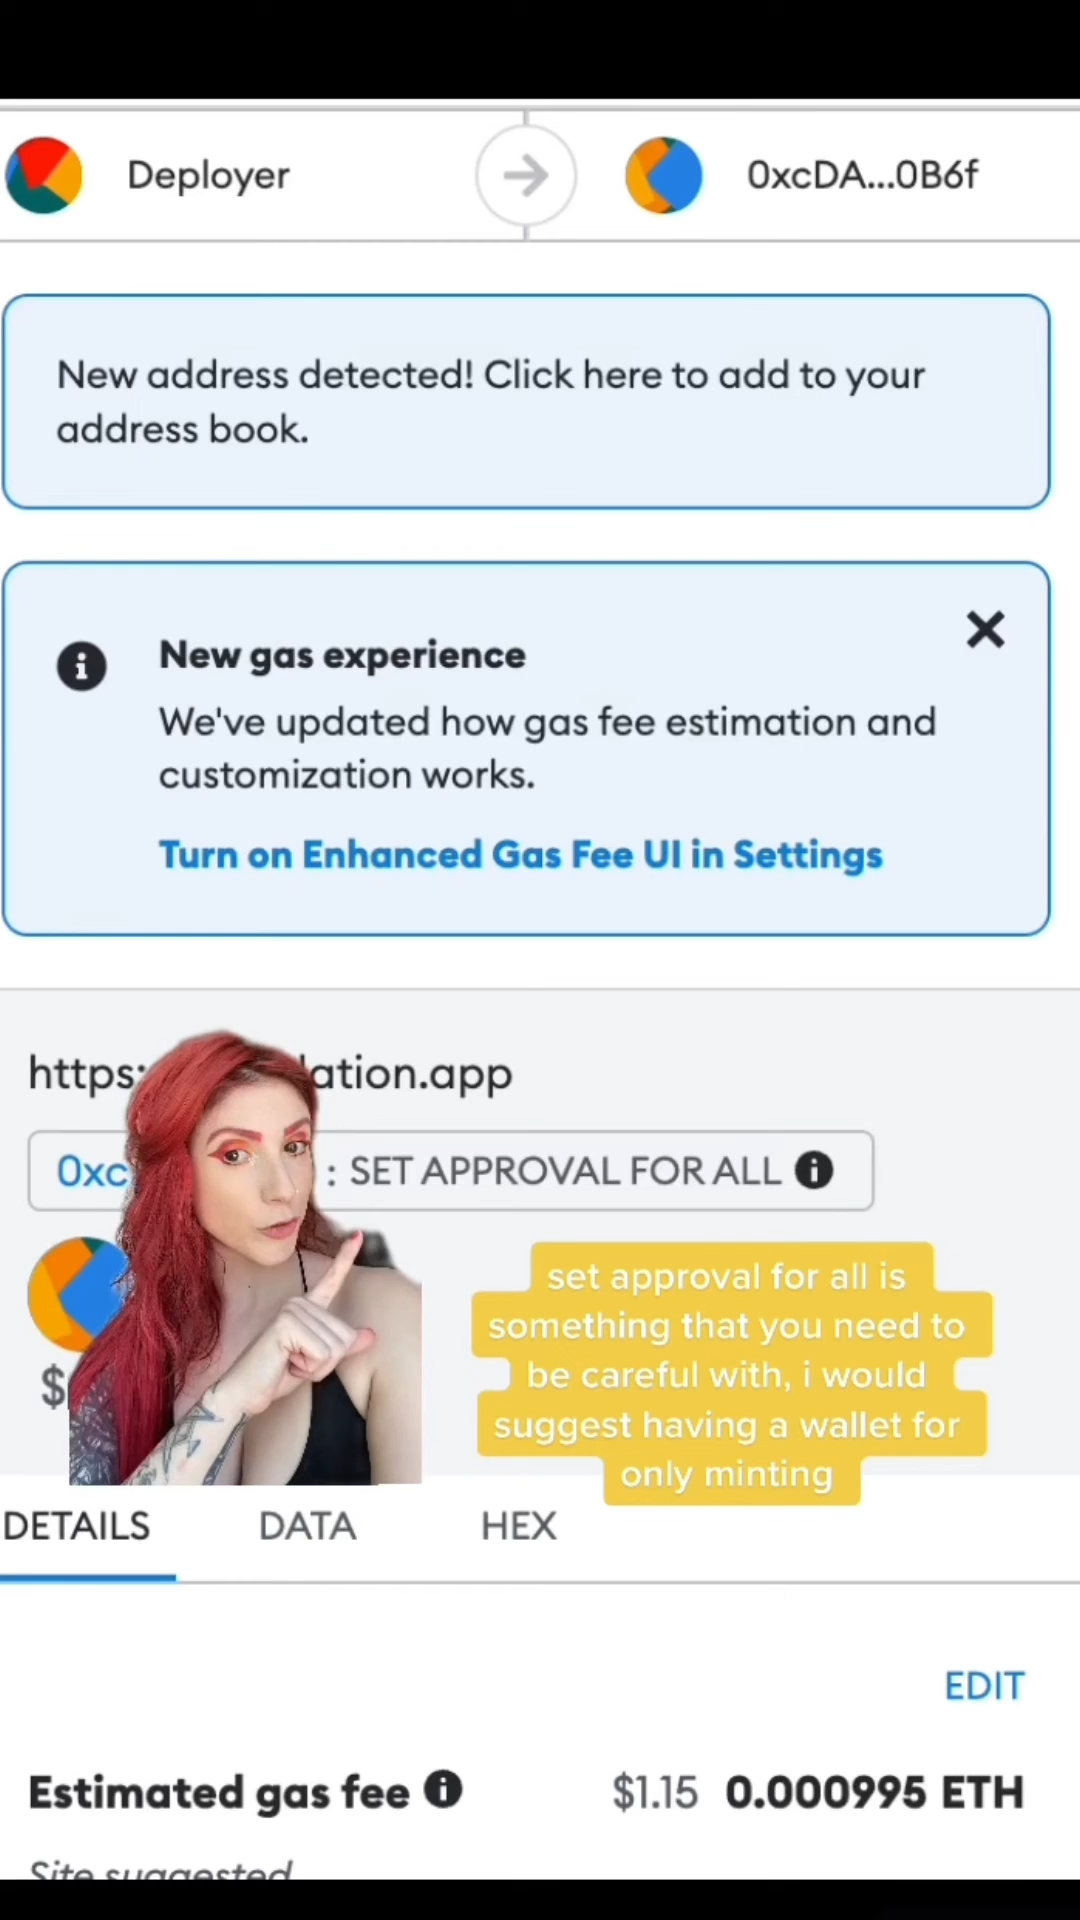 Deployer
0xcDA...0B6f
New address detected! Click here to add to your
address book.
New gas experience
We've updated how gas fee estimation and
customization works.
Turn on Enhanced Gas Fee UI in Settings
https: ation.app
0xc : SET APPROVAL FOR ALL
set approval for all is
something that you need to
be careful with, i would
suggest having a wallet for
only minting
$
DETAILS
DATA
HEX
EDIT
Estimated gas fee
$1.15 0.000995 ETH
Site suggested